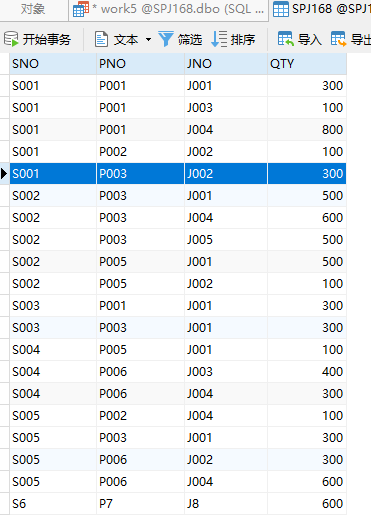 对象 * work5 @SPJ168.dbo (SQL ... SPJ168 @SPJ
开始事务 文本 筛选 排序 导入 导出
SNO PNO JNO QTY
S001 P001 J001 300
S001 P001 J003 100
S001 P001 J004 800
S001 P002 J002 100
S001 P003 J002 300
S002 P003 J001 500
S002 P003 J004 600
S002 P003 J005 500
S002 P005 J001 500
S002 P005 J002 100
S003 P001 J001 300
S003 P003 J001 300
S004 P005 J001 100
S004 P006 J003 400
S004 P006 J004 300
S005 P002 J004 100
S005 P003 J001 300
S005 P006 J002 300
S005 P006 J004 600
S6 P7 J8 600